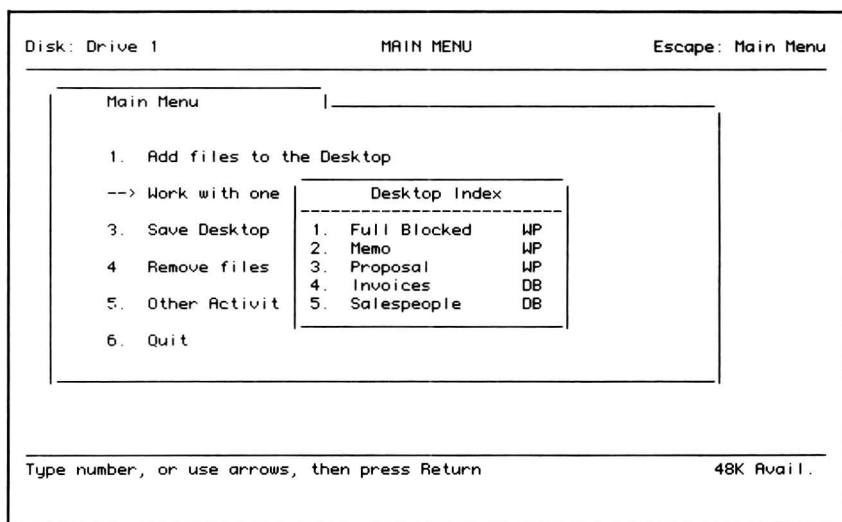 Disk: Drive 1 MAIN MENU Escape: Main Menu
Main Menu
1. Add files to the Desktop
--> Work with one
Desktop Index
3. Save Desktop
1. Full Blocked WP
2. Memo WP
4 Remove files
3. Proposal WP
4. Invoices DB
5. Other Activit
5. Salespeople DB
6. Quit
Type number, or use arrows, then press Return 48K Avail.